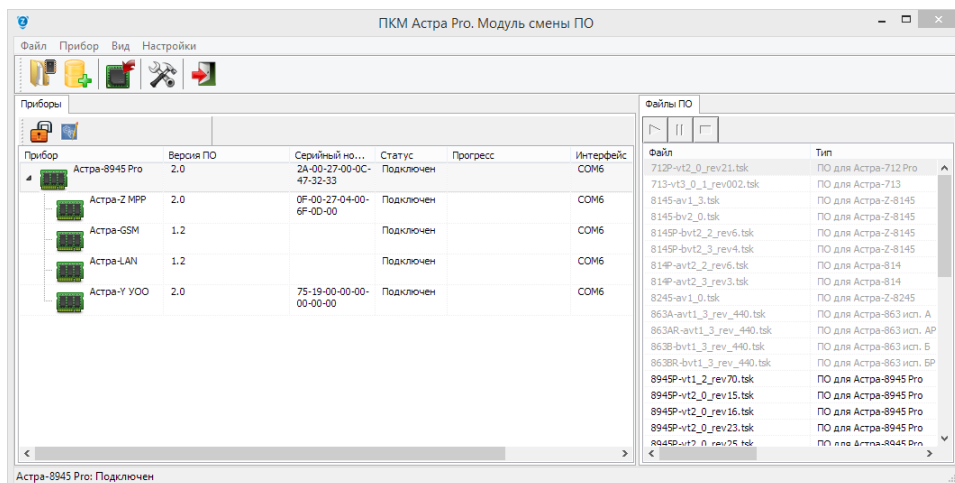 ПКМ Астра Pro. Модуль смены ПО
Файл Прибор Вид Настройки
Приборы
Прибор Версия ПО Серийный но... Статус Прогресс Интерфейс
Астра-8945 Pro 2.0 2A-00-27-00-0C-47-32-33 Подключен COM6
Астра-Z MPP 2.0 0F-00-27-04-00-6F-0D-00 Подключен COM6
Астра-GSM 1.2 Подключен COM6
Астра-LAN 1.2 Подключен COM6
Астра-Y УОО 2.0 75-19-00-00-00-00-00-00 Подключен COM6
Файлы ПО
Файл Тип
712P-vt2_0_rev21.tsk ПО для Астра-712 Pro
713-vt3_0_1_rev002.tsk ПО для Астра-713
8145-av1_3.tsk ПО для Астра-Z-8145
8145-bv2_0.tsk ПО для Астра-Z-8145
8145P-bvt2_2_rev6.tsk ПО для Астра-Z-8145
8145P-bvt2_3_rev4.tsk ПО для Астра-Z-8145
814P-avt2_2_rev6.tsk ПО для Астра-814
814P-avt2_3_rev3.tsk ПО для Астра-814
8245-av1_0.tsk ПО для Астра-Z-8245
863A-avt1_3_rev_440.tsk ПО для Астра-863 исп. А
863AR-avt1_3_rev_440.tsk ПО для Астра-863 исп. АР
863B-bvt1_3_rev_440.tsk ПО для Астра-863 исп. Б
863BR-bvt1_3_rev_440.tsk ПО для Астра-863 исп. БР
8945P-vt1_2_rev70.tsk ПО для Астра-8945 Pro
8945P-vt2_0_rev15.tsk ПО для Астра-8945 Pro
8945P-vt2_0_rev16.tsk ПО для Астра-8945 Pro
8945P-vt2_0_rev23.tsk ПО для Астра-8945 Pro
8945P-vt2_0_rev25.tsk ПО для Астра-8945 Pro
Астра-8945 Pro: Подключен